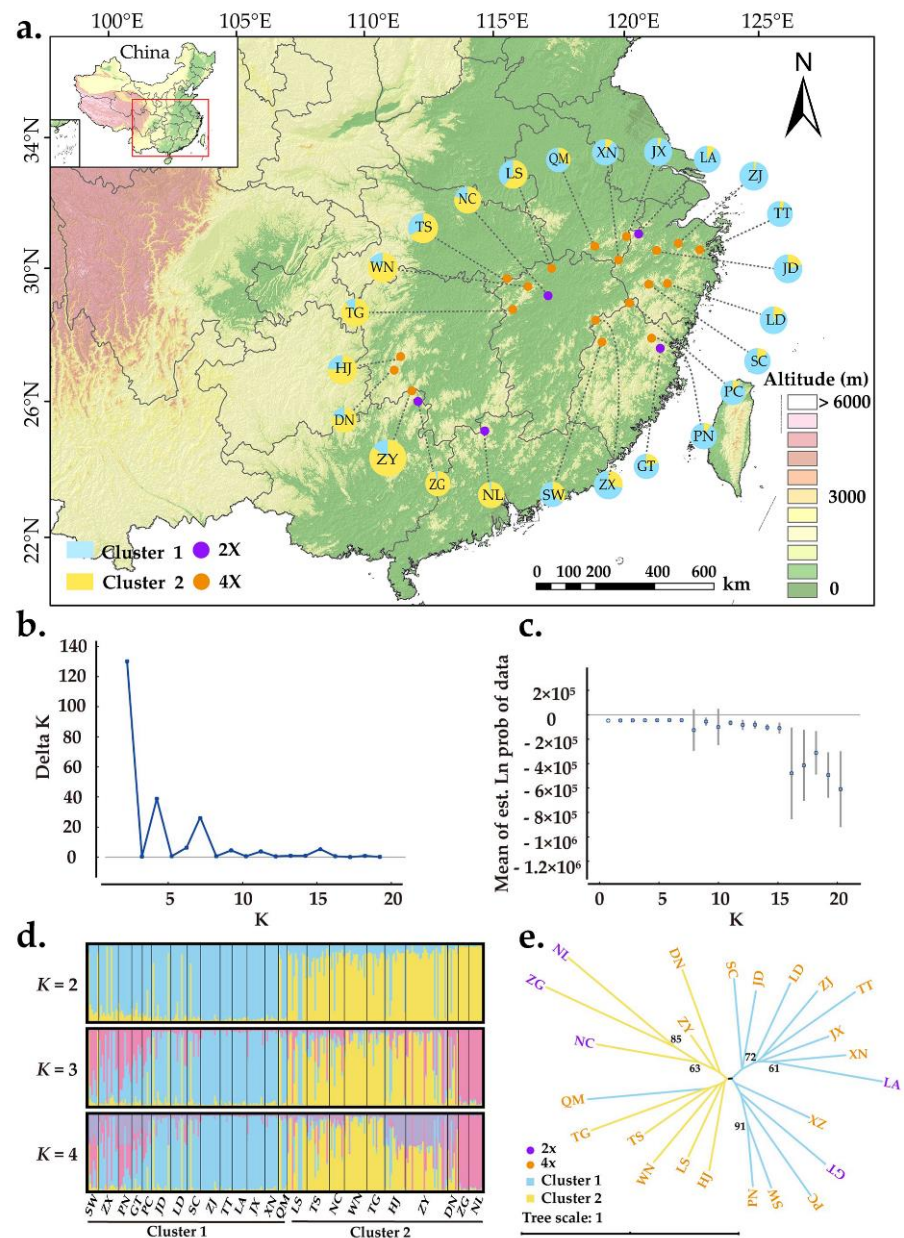 a.
100°E 105°E 110°E 115°E 120°E 125°E
China
N
34°N
30°N
26°N
22°N
LS
QM
XN
JX
LA
ZJ
NC
TT
TS
JD
WN
LD
TG
SC
HJ
PC
DN
PN
ZY
GT
ZG
NL
SW
ZX
Altitude (m)
> 6000
3000
0
Cluster 1 2X
Cluster 2 4X
0 100 200 400 600
km
b.
Delta K
140
120
100
80
60
40
20
0
5 10 15 20
K
c.
Mean of est. Ln prob of data
2×10⁵
0
- 2×10⁵
- 4×10⁵
- 6×10⁵
- 8×10⁵
- 1×10⁶
- 1.2×10⁶
0 5 10 15 20
K
d.
K = 2
K = 3
K = 4
SW ZX PN GT PC JD LD SC ZJ TT LA JX XN QM LS TS NC WN TG HJ ZY DN ZG NL
Cluster 1 Cluster 2
e.
NL
ZG
NC
DN
ZY
85
63
QM
TG
TS
WN
LS
HJ
SC
JD
LD
ZJ
TT
JX
XN
LA
72
61
XZ
GT
PC
SW
PN
91
2x
4x
Cluster 1
Cluster 2
Tree scale: 1